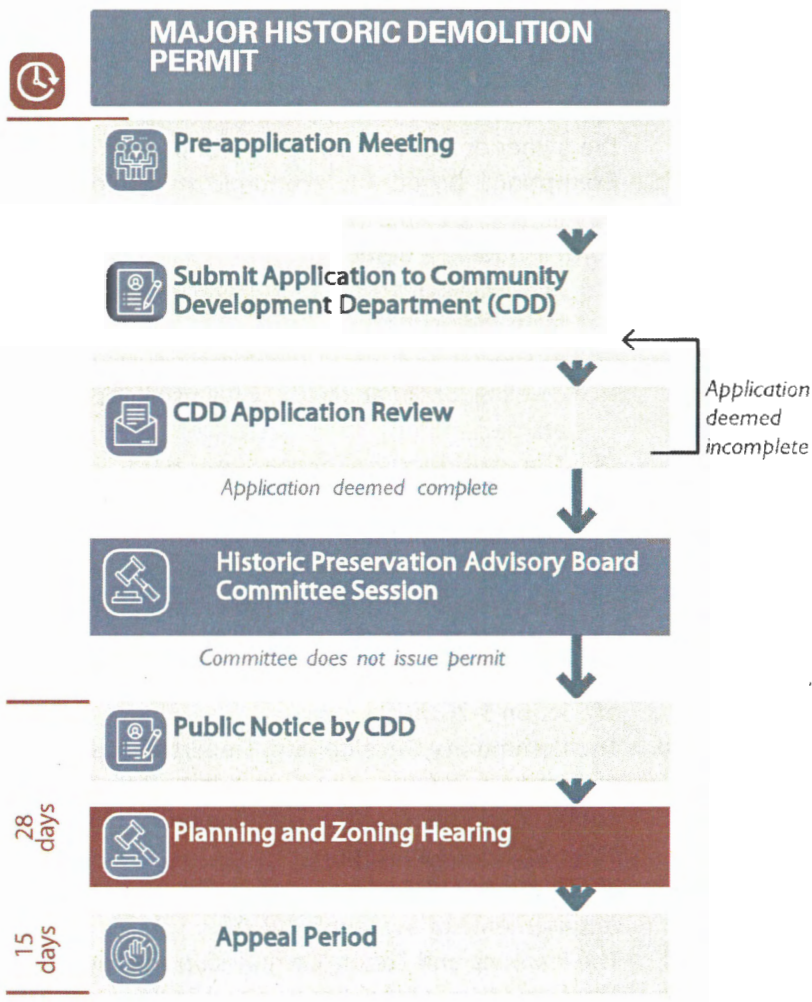 MAJOR HISTORIC DEMOLITION
PERMIT
Pre-application Meeting
Submit Application to Community
Development Department (CDD)
Application
deemed
incomplete
CDD Application Review
Application deemed complete
Historic Preservation Advisory Board
Committee Session
Committee does not issue permit
Public Notice by CDD
28
days
Planning and Zoning Hearing
15
days
Appeal Period